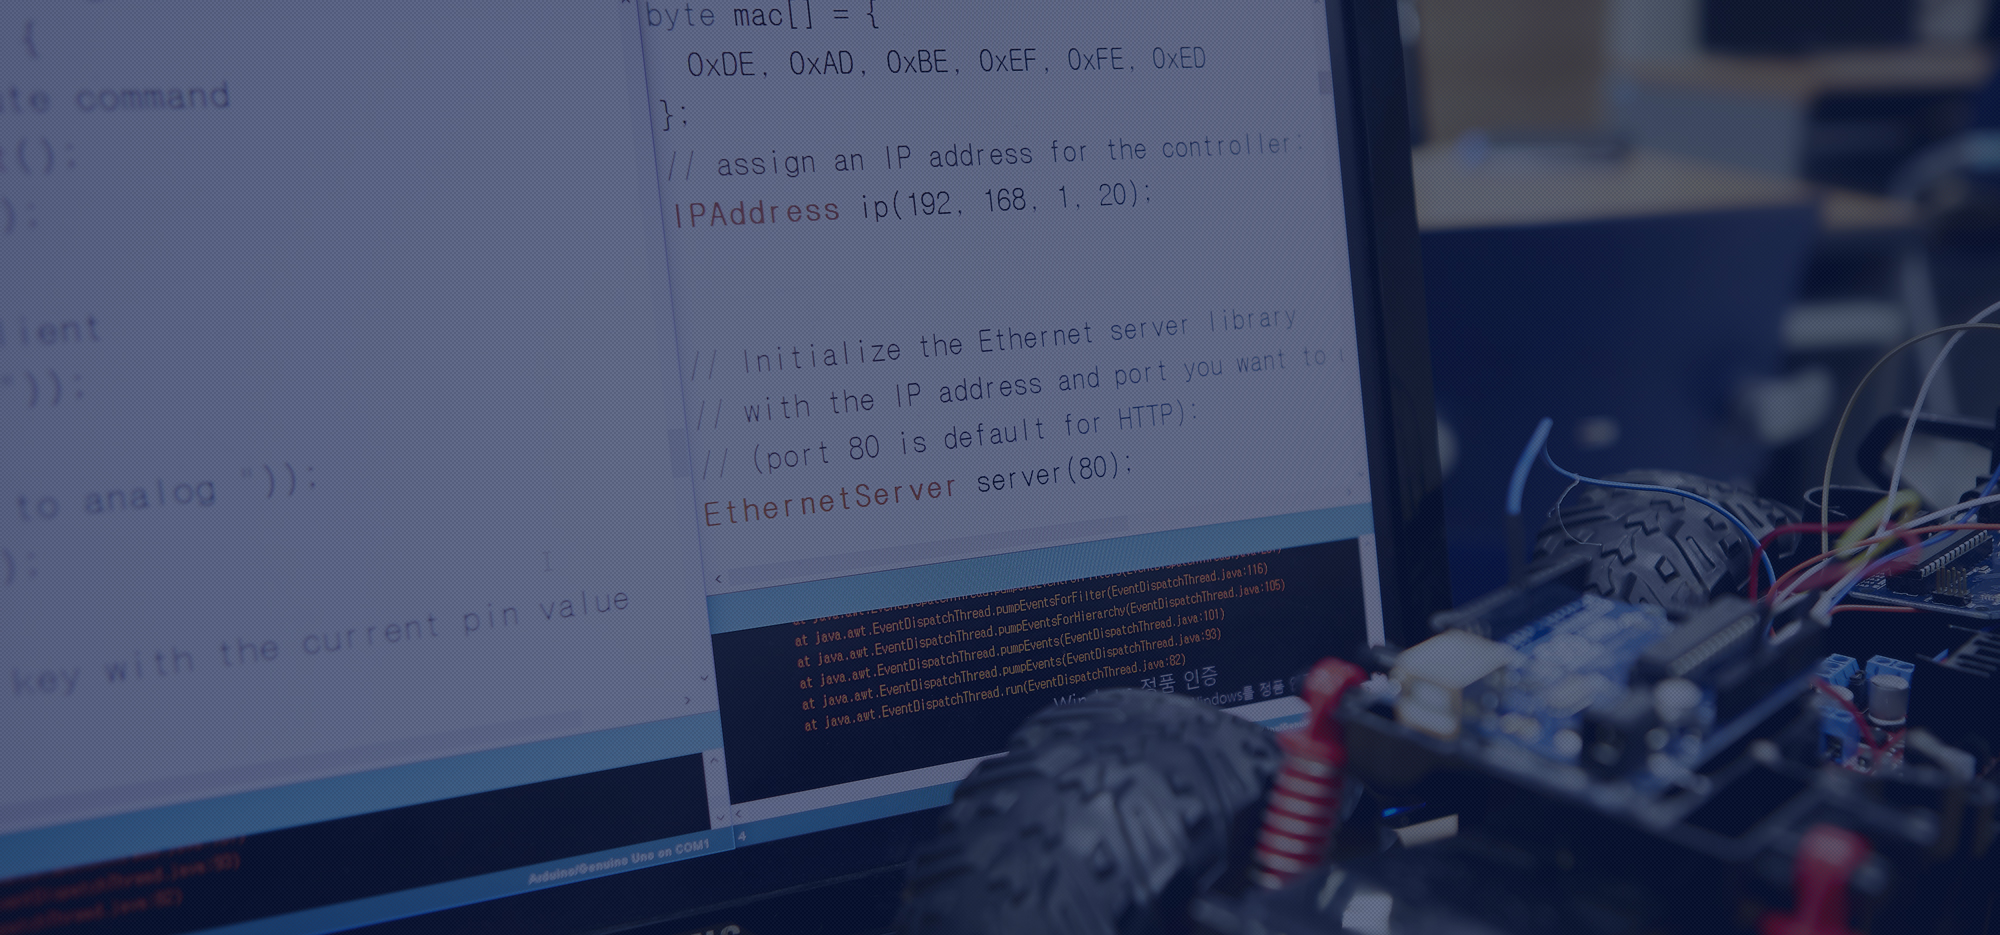 {
command
();
);
"));
to analog "));
);
key with the current pin value
Arduino/Genuino Uno on COM1
byte mac[] = {
0xDE, 0xAD, 0xBE, 0xEF, 0xFE, 0xED
};
// assign an IP address for the controller:
IPAddress ip(192, 168, 1, 20);
// Initialize the Ethernet server library
// with the IP address and port you want to
// (port 80 is default for HTTP):
EthernetServer server(80);
at java.awt.EventDispatchThread.pumpEventsForFilter(EventDispatchThread.java:116)
at java.awt.EventDispatchThread.pumpEventsForHierarchy(EventDispatchThread.java:105)
at java.awt.EventDispatchThread.pumpEvents(EventDispatchThread.java:101)
at java.awt.EventDispatchThread.pumpEvents(EventDispatchThread.java:93)
at java.awt.EventDispatchThread.run(EventDispatchThread.java:82)
정품 인증
Windows를 정품
4